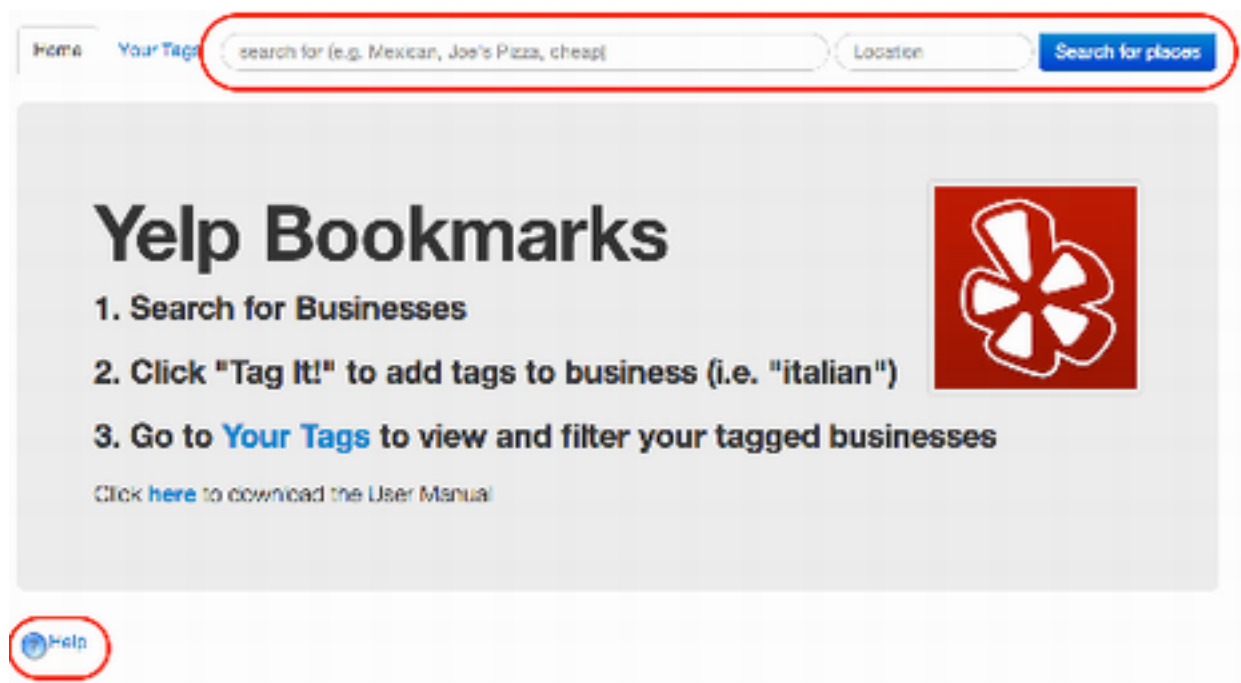 Home Your Tags search for (e.g. Mexican, Joe's Pizza, cheap) Location Search for places
Yelp Bookmarks
1. Search for Businesses
2. Click "Tag It!" to add tags to business (i.e. "italian")
3. Go to Your Tags to view and filter your tagged businesses
Click here to download the User Manual
Help